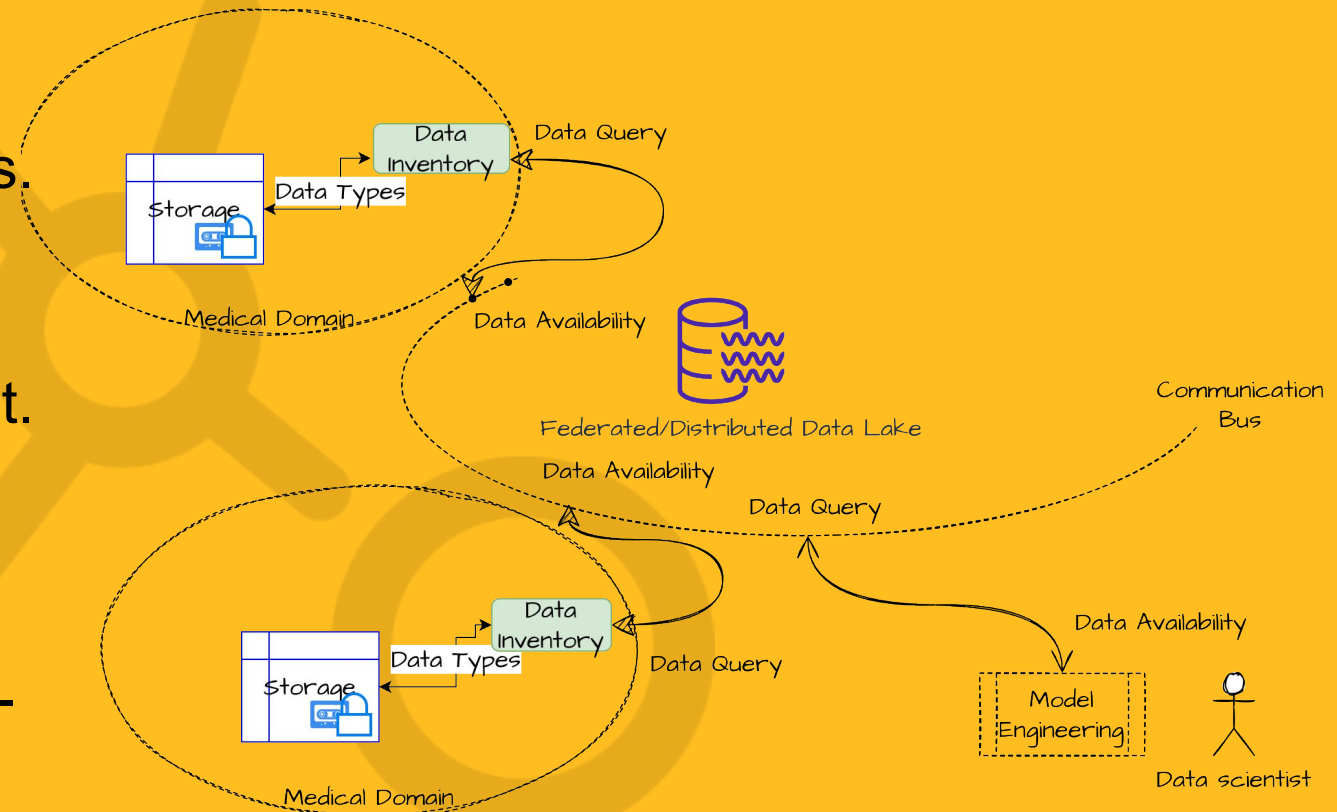 s.
Data
Inventory
Data Query
Data Types
Storage
Medical Domain
Data Availability
Communication
Bus
t.
Federated/Distributed Data Lake
Data Availability
Data Query
Data
Inventory
Data Types
Data Query
Storage
Data Availability
Model
Engineering
Data scientist
Medical Domain